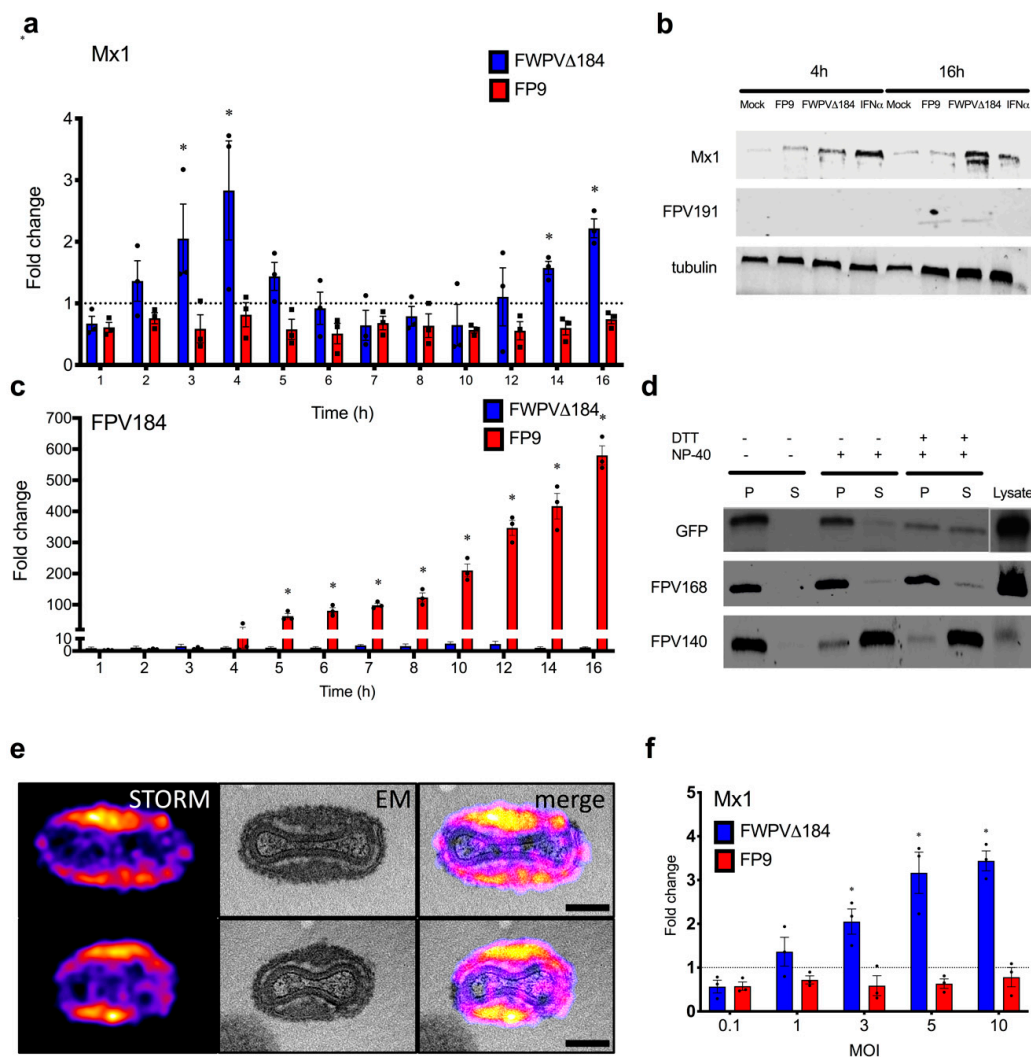 a
*
Mx1
FWPVΔ184
FP9
* * * *
Fold change
4
3
2
1
0
1 2 3 4 5 6 7 8 10 12 14 16
Time (h)
b
4h 16h
Mock FP9 FWPVΔ184 IFNα Mock FP9 FWPVΔ184 IFNα
Mx1
FPV191
tubulin
c
FPV184
FWPVΔ184
FP9
* * * * * * * *
Fold change
700
600
500
400
300
200
100
10
0
1 2 3 4 5 6 7 8 10 12 14 16
Time (h)
d
DTT - - - - + +
NP-40 - - + + + +
P S P S P S Lysate
GFP
FPV168
FPV140
e
STORM EM merge
f
Mx1
FWPVΔ184
FP9
* * *
Fold change
5
4
3
2
1
0
0.1 1 3 5 10
MOI